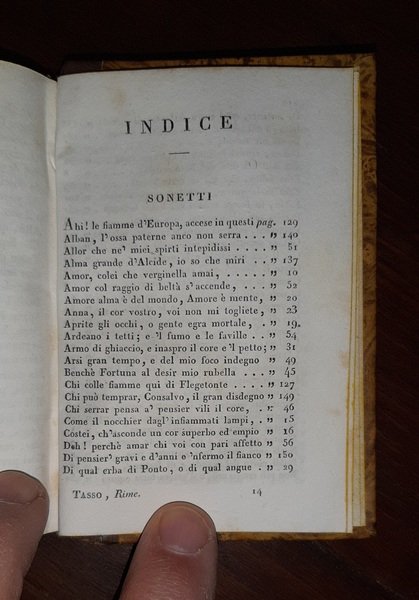 INDICE
SONETTI
Ahi! le fiamme d'Europa, accese in questi pag. 129
Alban, l'ossa paterne anco non serra . . . » 140
Allor che ne' miei spirti intepidissi . . . . » 51
Alma grande d'Alcide, io so che miri . . » 137
Amor, colei che verginella amai, . . . . . » 10
Amor col raggio di beltà s'accende, . . . » 52
Amore alma è del mondo, Amore è mente, » 20
Anna, il cor vostro, voi non mi togliete, » 23
Aprite gli occhi, o gente egra mortale, . » 19.
Ardeano i tetti; e 'l fumo e le faville . . » 54
Armo di ghiaccio, e inaspro il core e 'l petto; » 31
Arsi gran tempo, e del mio foco indegno » 49
Benchè Fortuna al desir mio rubella . . . » 45
Chi colle fiamme qui di Flegetonte . . . . » 127
Chi può temprar, Consalvo, il gran disdegno » 149
Chi serrar pensa a' pensier vili il core, . » 46
Come il nocchier dagl' infiammati lampi, . » 15
Costei, ch'asconde un cor superbo ed empio » 16
Deh! perchè amar chi voi con pari affetto » 56
Di pensier' gravi e d'anni e 'nfermo il fianco » 150
Di qual erba di Ponto, o di qual angue . » 29
TASSO, Rime. 14